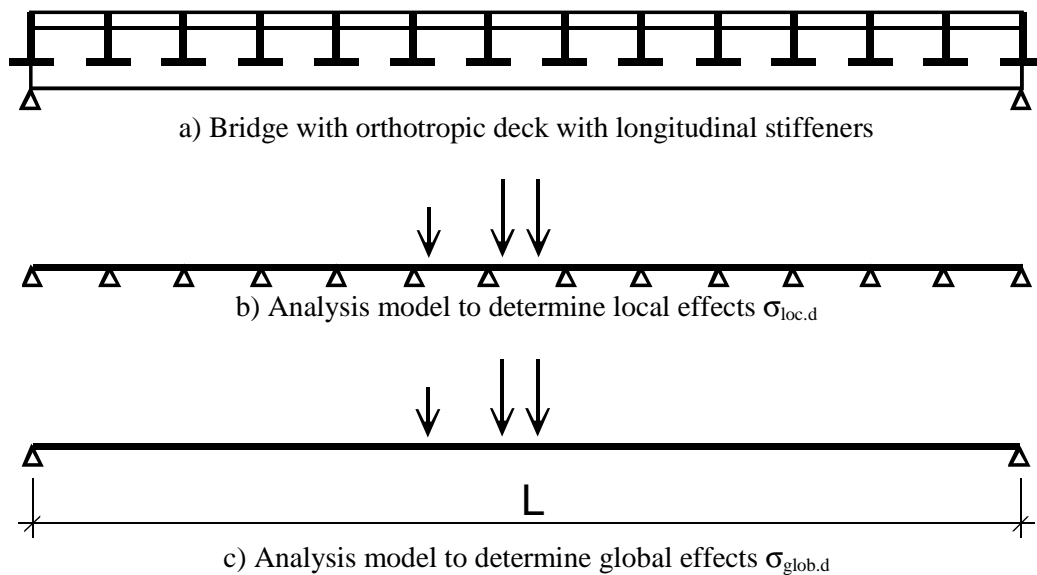 a) Bridge with orthotropic deck with longitudinal stiffeners
b) Analysis model to determine local effects σloc.d
L
c) Analysis model to determine global effects σglob.d